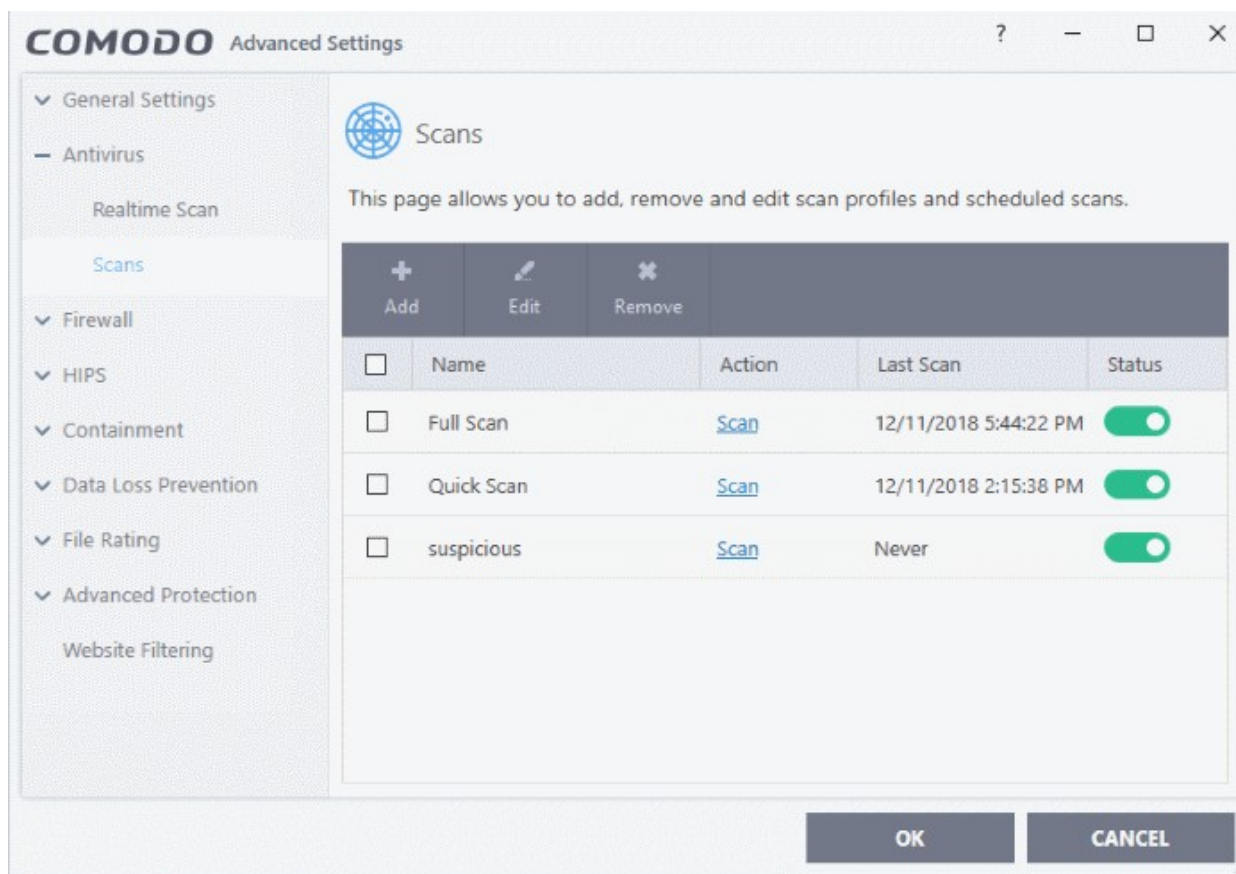 COMODO Advanced Settings ?
General Settings
Antivirus
Realtime Scan
Scans
Firewall
HIPS
Containment
Data Loss Prevention
File Rating
Advanced Protection
Website Filtering
Scans
This page allows you to add, remove and edit scan profiles and scheduled scans.
Add Edit Remove
Name Action Last Scan Status
Full Scan Scan 12/11/2018 5:44:22 PM
Quick Scan Scan 12/11/2018 2:15:38 PM
suspicious Scan Never
OK CANCEL